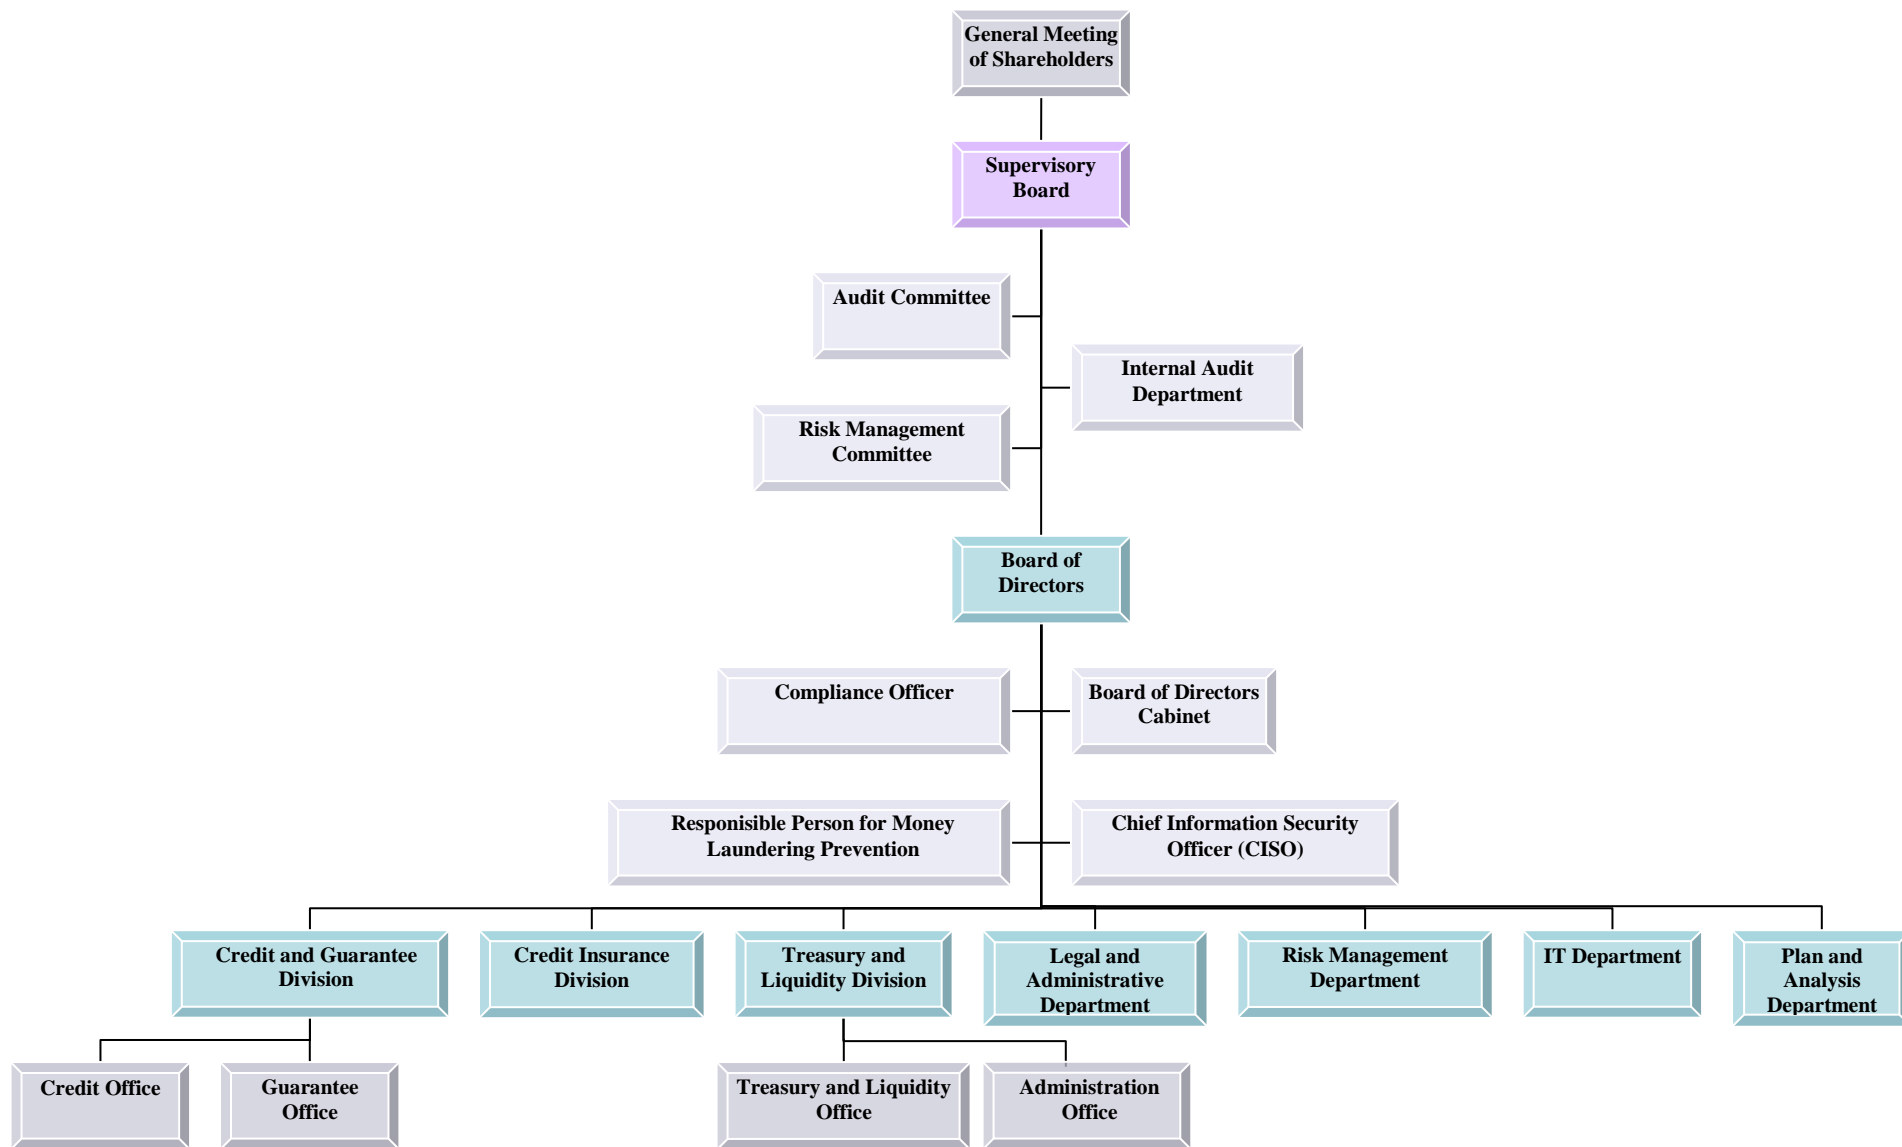 General Meeting
of Shareholders
Supervisory
Board
Audit Committee
Internal Audit
Department
Risk Management
Committee
Board of
Directors
Compliance Officer
Board of Directors
Cabinet
Responisible Person for Money
Laundering Prevention
Chief Information Security
Officer (CISO)
Credit and Guarantee
Division
Credit Insurance
Division
Treasury and
Liquidity Division
Legal and
Administrative
Department
Risk Management
Department
IT Department
Plan and
Analysis
Department
Credit Office
Guarantee
Office
Treasury and Liquidity
Office
Administration
Office